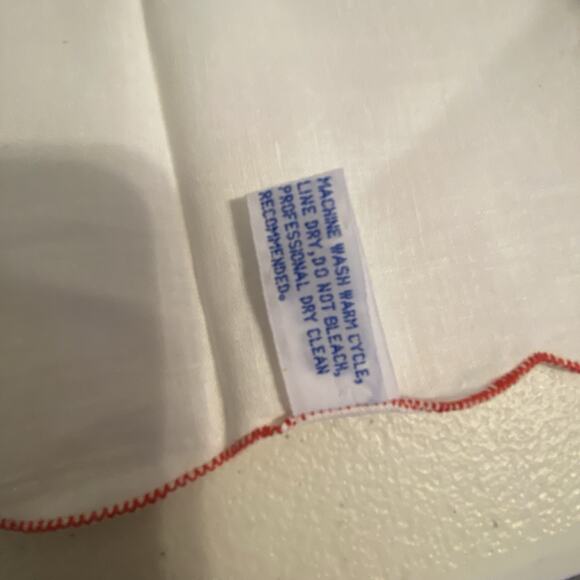 MACHINE WASH WARM CYCLE,
LINE DRY, DO NOT BLEACH,
PROFESSIONAL DRY CLEAN
RECOMMENDED.